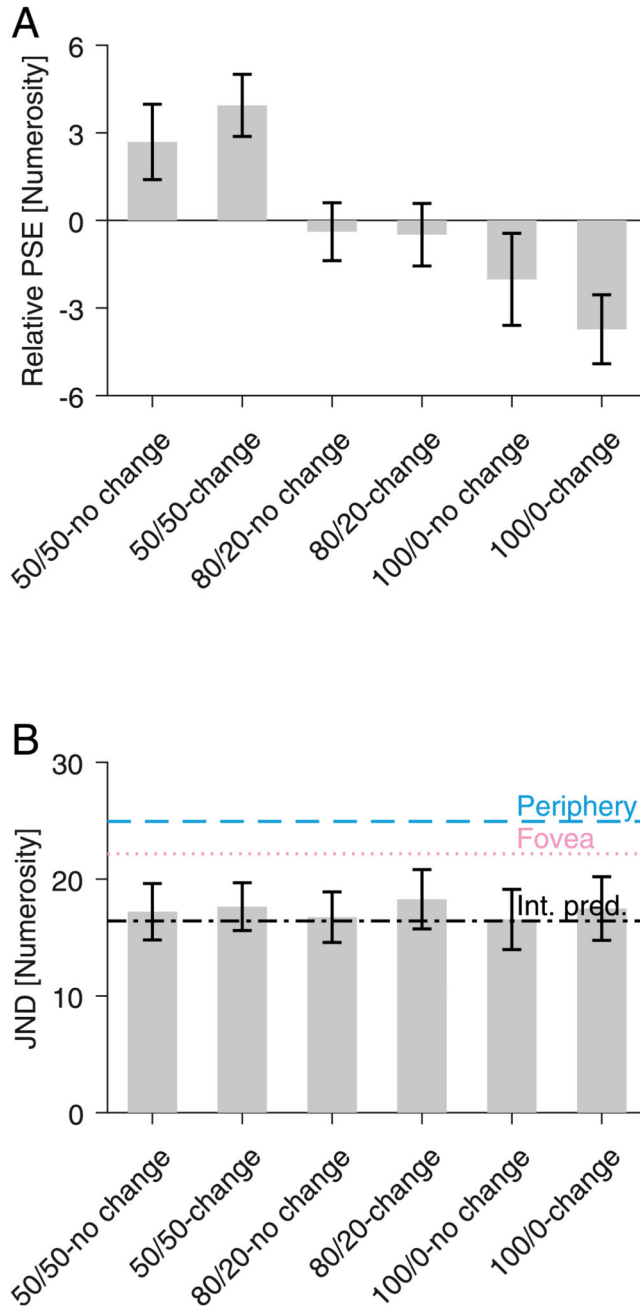 A
Relative PSE [Numerosity]
6
3
0
-3
-6
50/50-no change
50/50-change
80/20-no change
80/20-change
100/0-no change
100/0-change
B
JND [Numerosity]
30
20
10
0
Periphery
Fovea
Int. pred.
50/50-no change
50/50-change
80/20-no change
80/20-change
100/0-no change
100/0-change